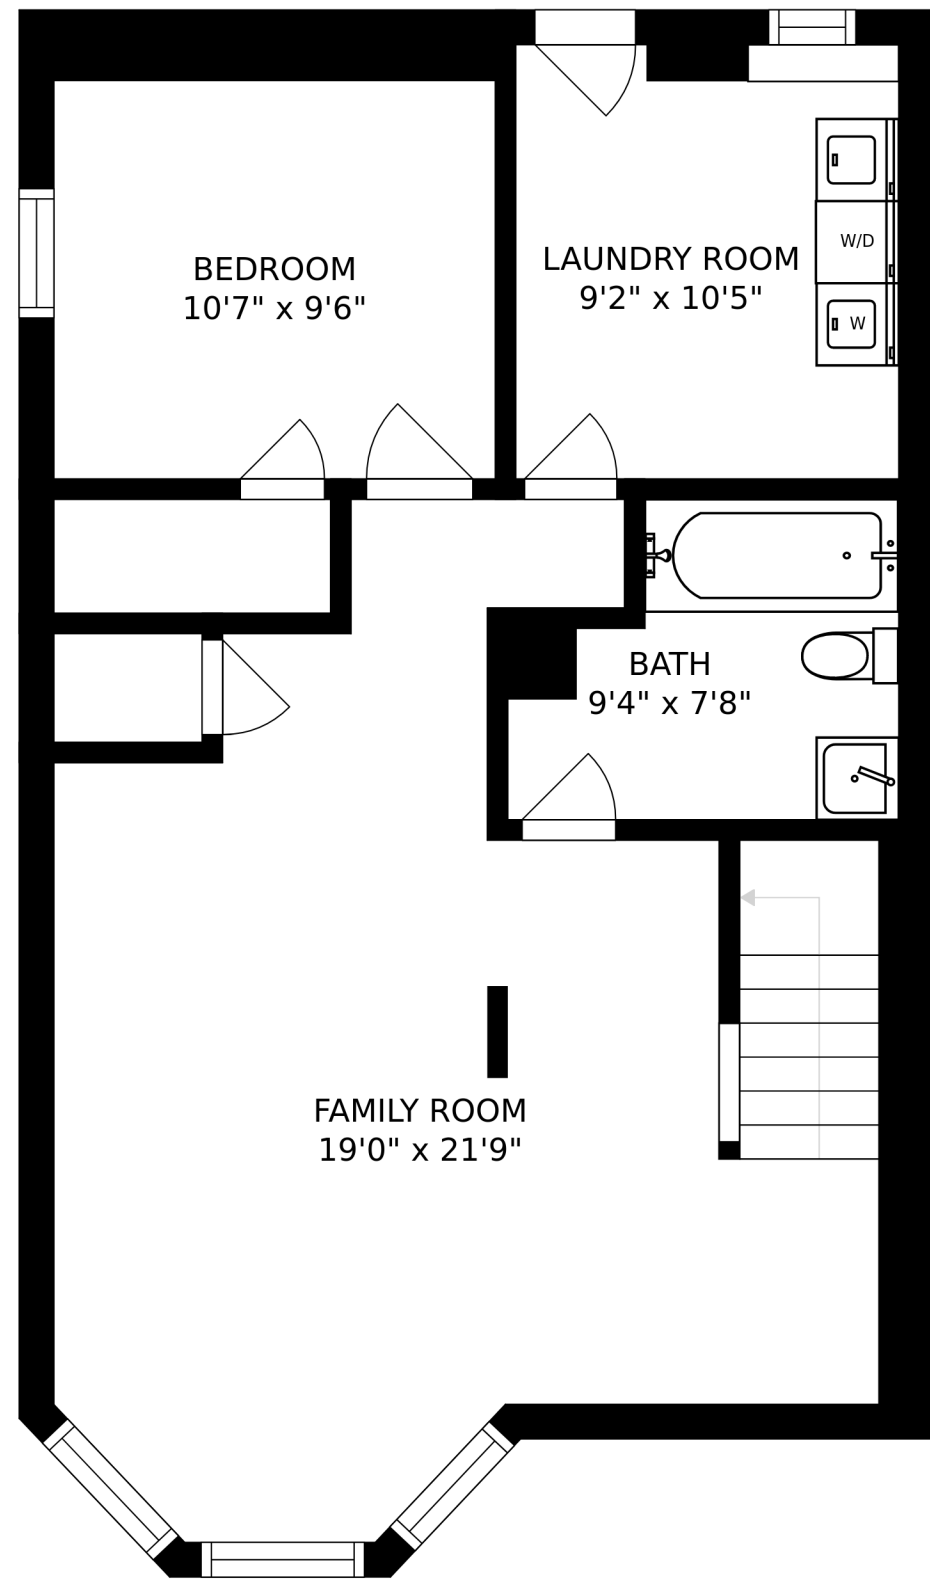 BEDROOM
10'7" x 9'6"
LAUNDRY ROOM
9'2" x 10'5"
W/D
W
BATH
9'4" x 7'8"
FAMILY ROOM
19'0" x 21'9"